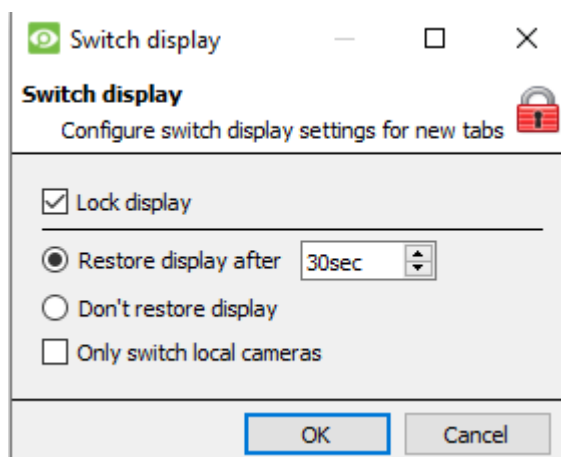 Switch display
Switch display
Configure switch display settings for new tabs
Lock display
Restore display after 30sec
Don't restore display
Only switch local cameras
OK Cancel